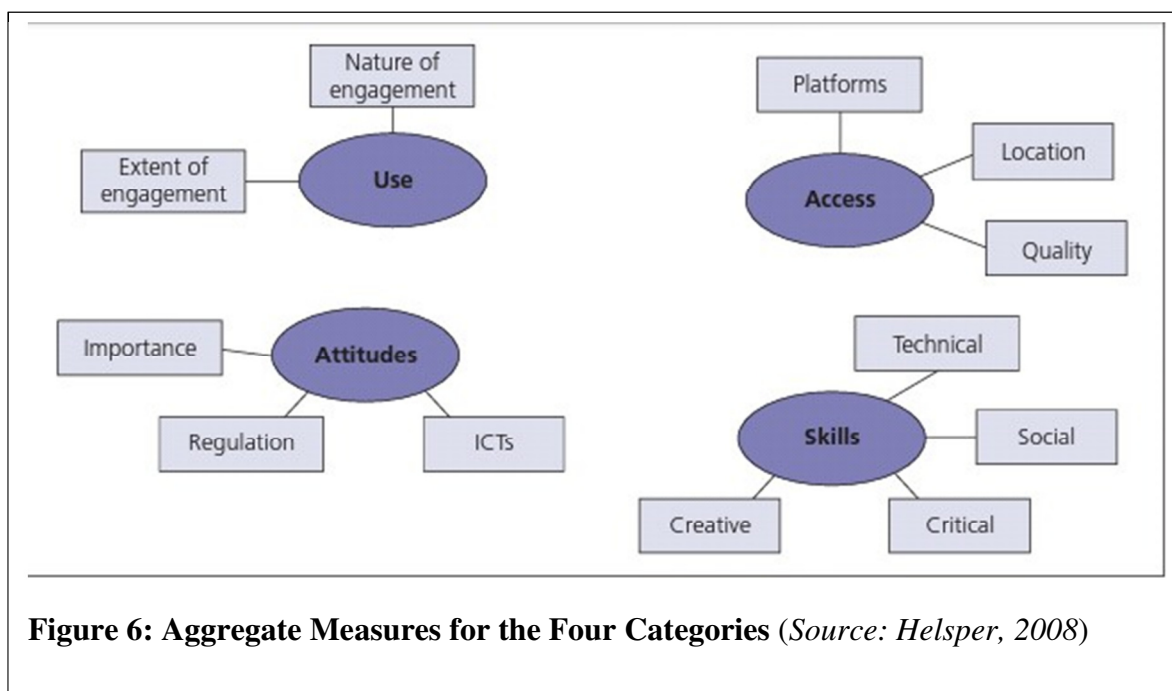 Nature of
engagement
Extent of
engagement
Use
Platforms
Location
Access
Quality
Importance
Attitudes
Regulation
ICTs
Technical
Skills
Social
Creative
Critical
Figure 6: Aggregate Measures for the Four Categories (Source: Helsper, 2008)